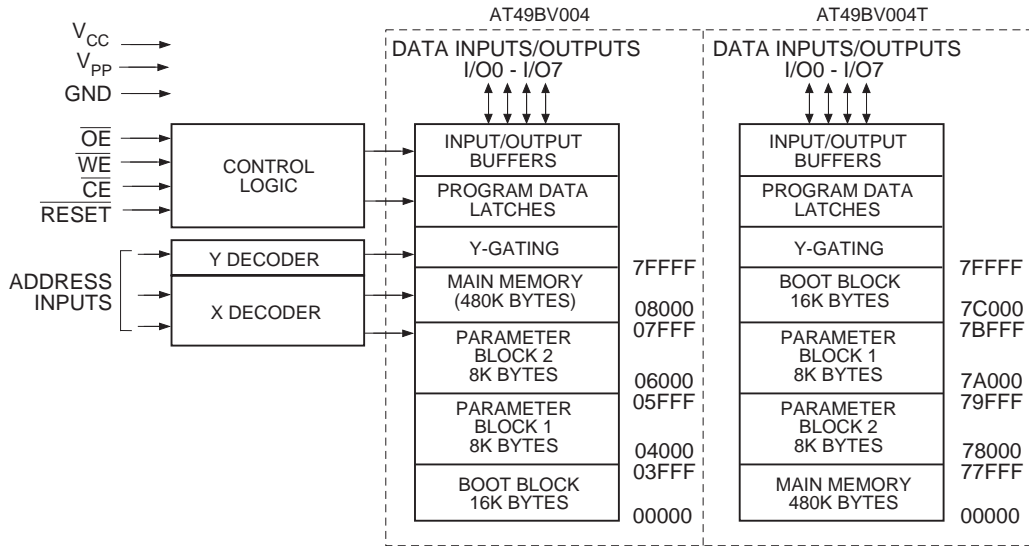 AT49BV004
AT49BV004T
VCC
VPP
GND
OE
WE
CE
RESET
ADDRESS
INPUTS
CONTROL
LOGIC
Y DECODER
X DECODER
DATA INPUTS/OUTPUTS
I/O0 - I/O7
INPUT/OUTPUT
BUFFERS
PROGRAM DATA
LATCHES
Y-GATING
MAIN MEMORY
(480K BYTES)
PARAMETER
BLOCK 2
8K BYTES
PARAMETER
BLOCK 1
8K BYTES
BOOT BLOCK
16K BYTES
7FFFF
08000
07FFF
06000
05FFF
04000
03FFF
00000
DATA INPUTS/OUTPUTS
I/O0 - I/O7
INPUT/OUTPUT
BUFFERS
PROGRAM DATA
LATCHES
Y-GATING
BOOT BLOCK
16K BYTES
PARAMETER
BLOCK 1
8K BYTES
PARAMETER
BLOCK 2
8K BYTES
MAIN MEMORY
480K BYTES
7FFFF
7C000
7BFFF
7A000
79FFF
78000
77FFF
00000